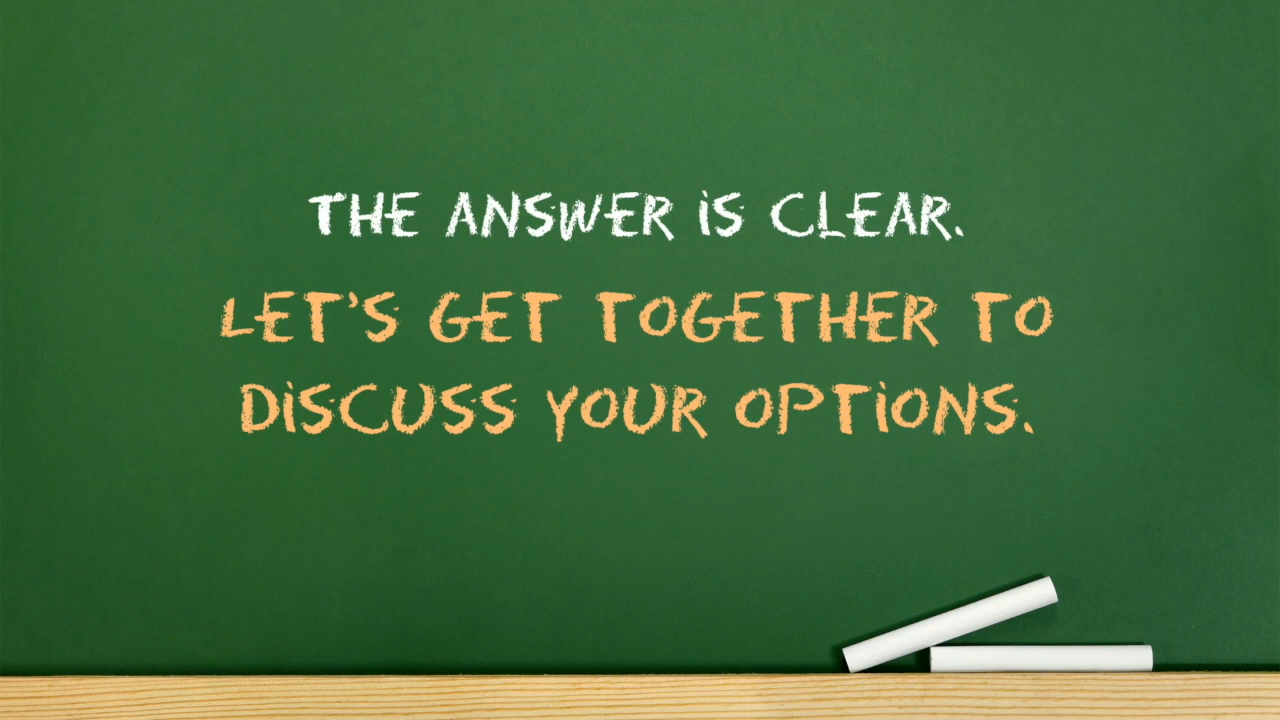 THE ANSWER IS CLEAR.
LET'S GET TOGETHER TO
DISCUSS YOUR OPTIONS.